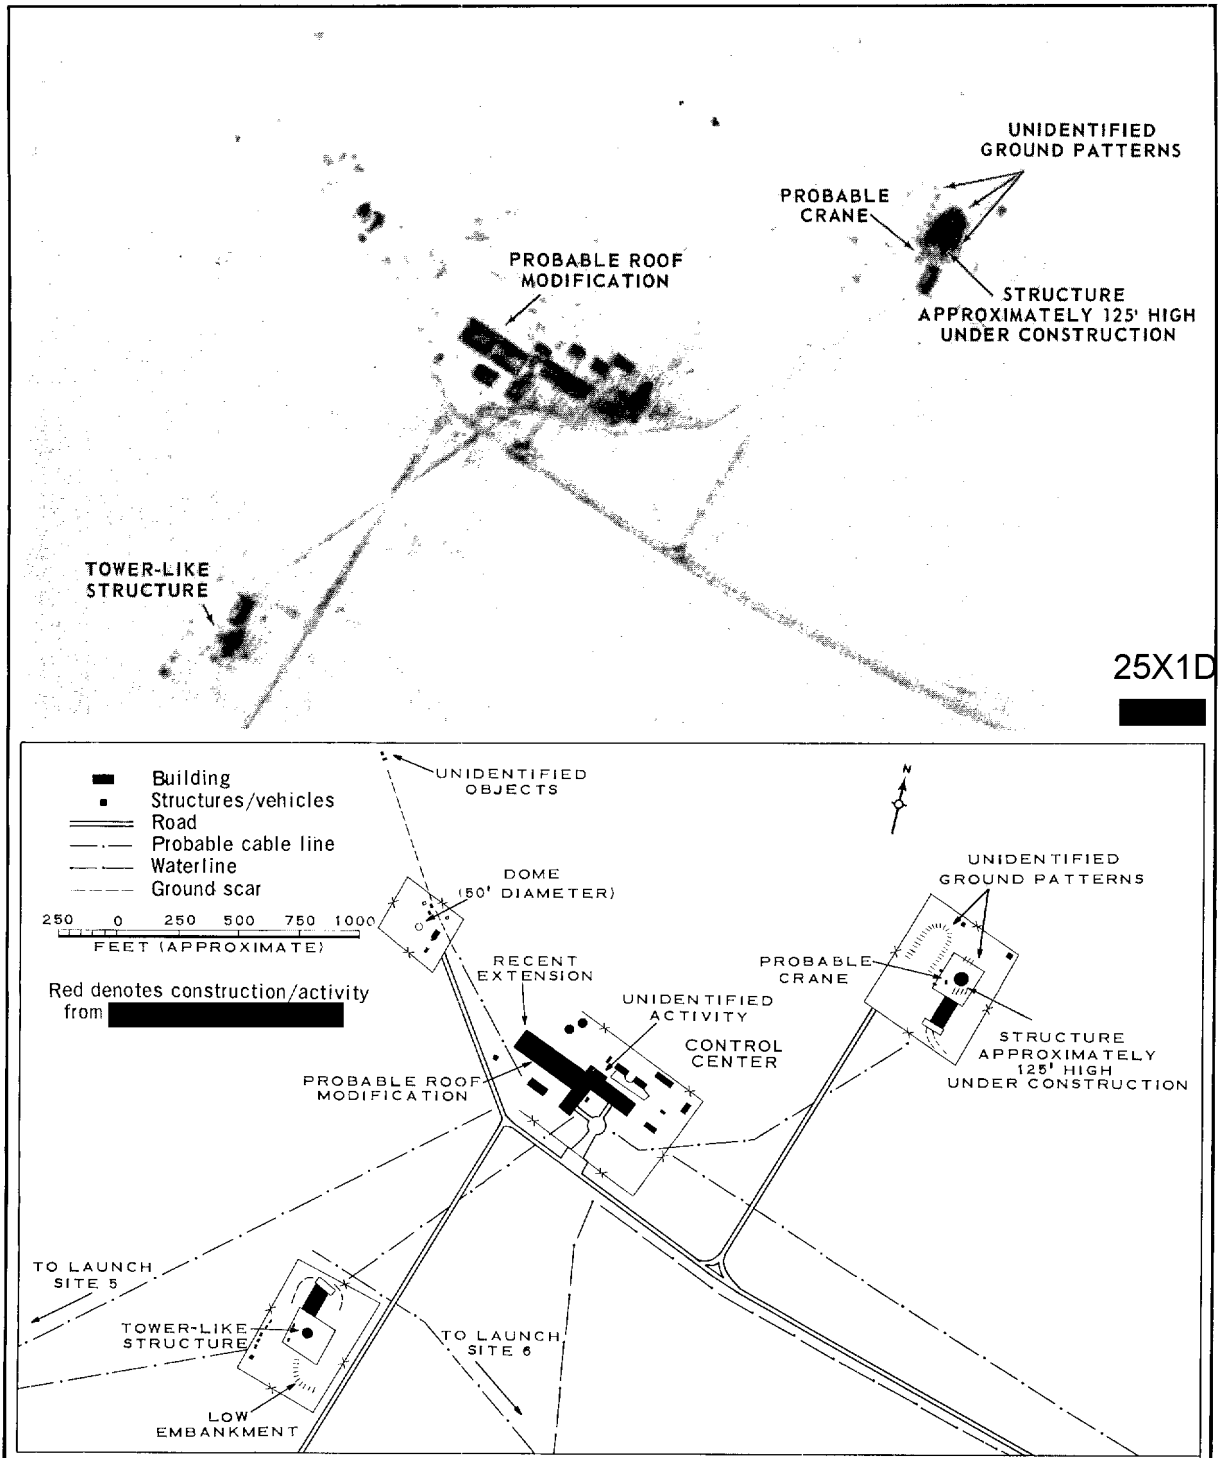 UNIDENTIFIED
GROUND PATTERNS
PROBABLE
CRANE
PROBABLE ROOF
MODIFICATION
STRUCTURE
APPROXIMATELY 125' HIGH
UNDER CONSTRUCTION
TOWER-LIKE
STRUCTURE
25X1D
Building
Structures/vehicles
Road
Probable cable line
Waterline
Ground scar
250 0 250 500 750 1000
FEET (APPROXIMATE)
Red denotes construction/activity
from
UNIDENTIFIED
OBJECTS
N
DOME
(50' DIAMETER)
UNIDENTIFIED
GROUND PATTERNS
RECENT
EXTENSION
PROBABLE
CRANE
UNIDENTIFIED
ACTIVITY
CONTROL
CENTER
STRUCTURE
APPROXIMATELY
125' HIGH
UNDER CONSTRUCTION
PROBABLE ROOF
MODIFICATION
TO LAUNCH
SITE 5
TOWER-LIKE
STRUCTURE
TO LAUNCH
SITE 6
LOW
EMBANKMENT